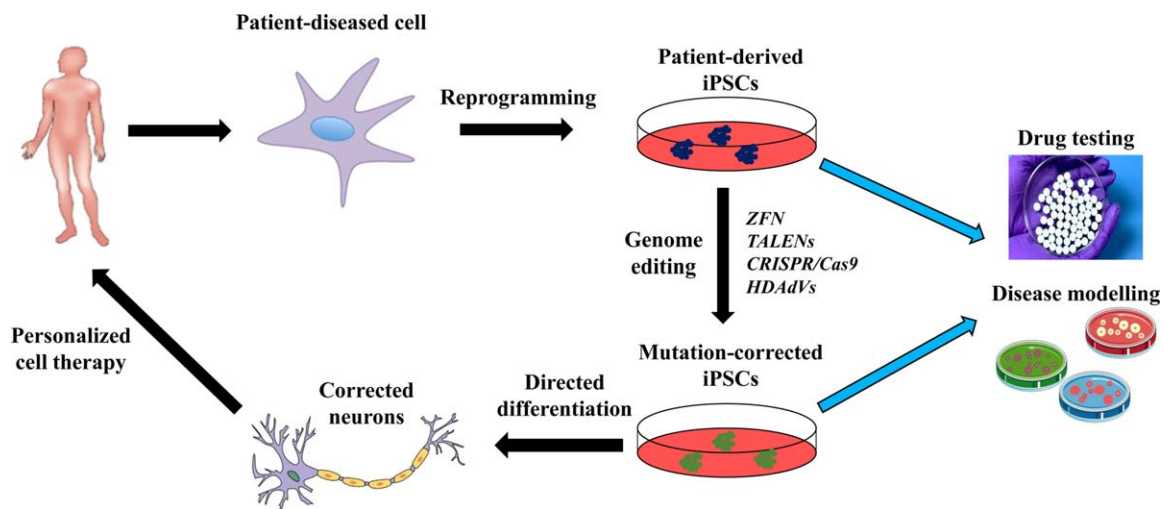 Patient-diseased cell
Reprogramming
Patient-derived
iPSCs
Drug testing
Genome
editing
ZFN
TALENs
CRISPR/Cas9
HDAdVs
Disease modelling
Mutation-corrected
iPSCs
Directed
differentiation
Corrected
neurons
Personalized
cell therapy